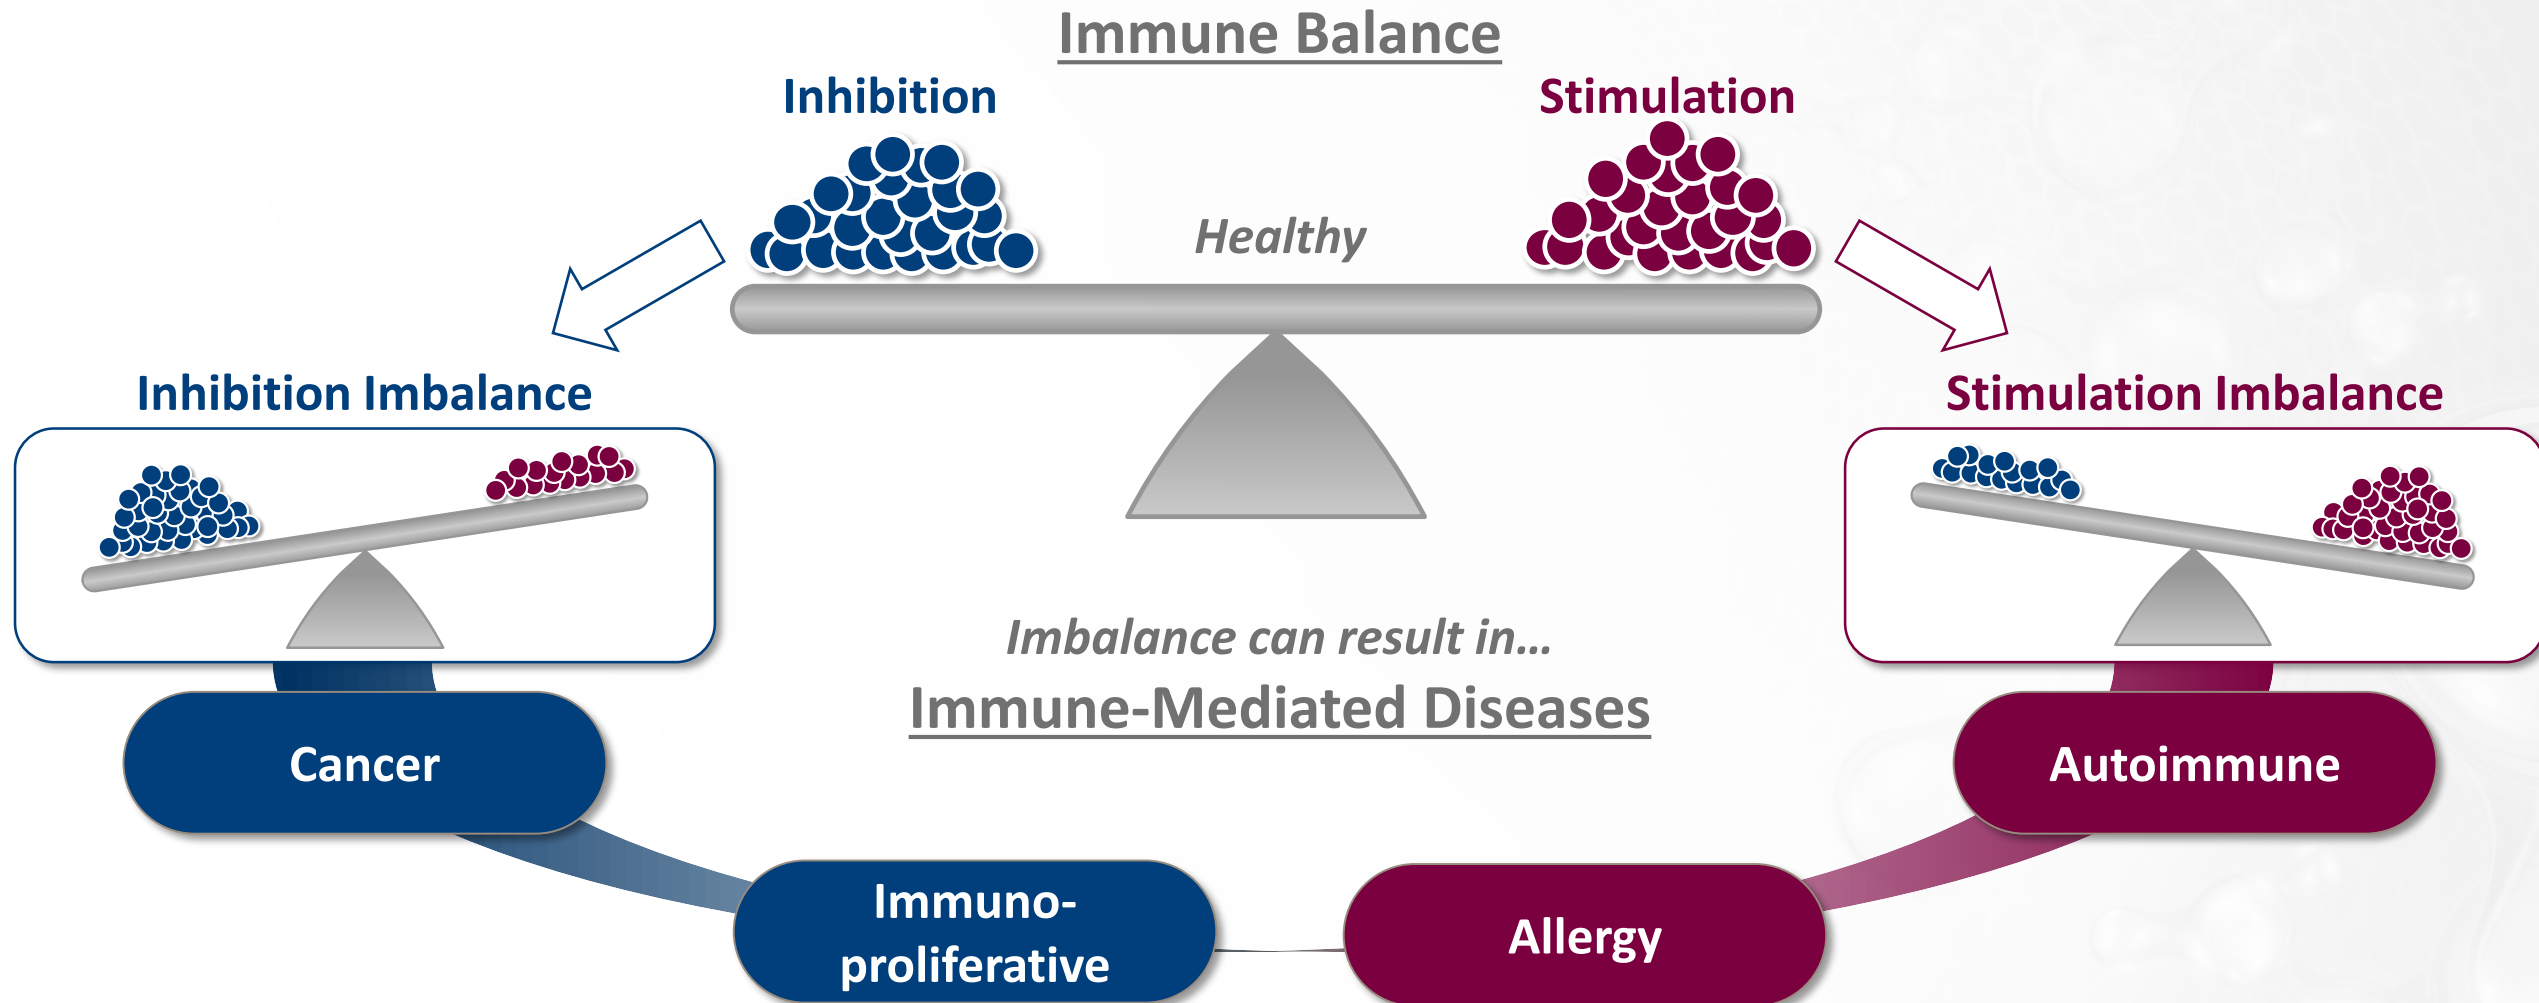 Immune Balance
Inhibition
Stimulation
Healthy
Inhibition Imbalance
Stimulation Imbalance
Imbalance can result in...
Immune-Mediated Diseases
Cancer
Autoimmune
Immuno-
proliferative
Allergy